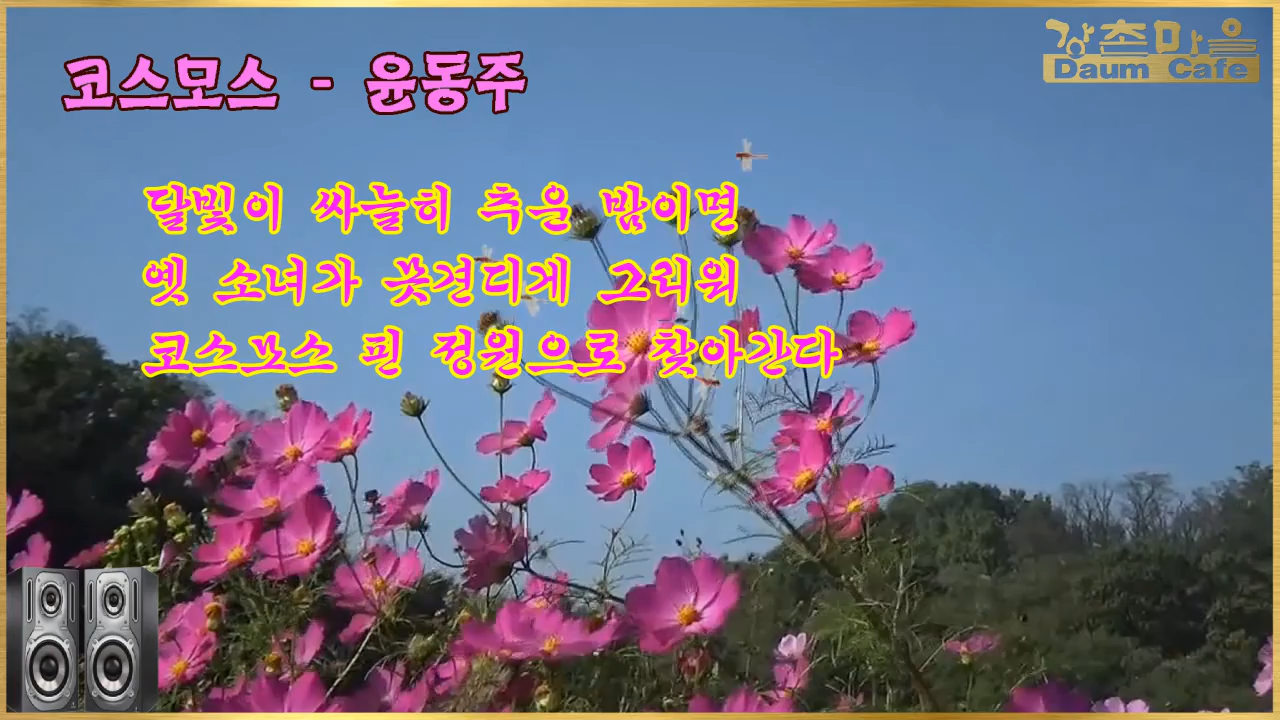 코스모스 - 윤동주
강촌마을
Daum Cafe
달빛이 싸늘히 추운 밤이면
옛 소녀가 못견디게 그리워
코스모스 핀 정원으로 찾아간다